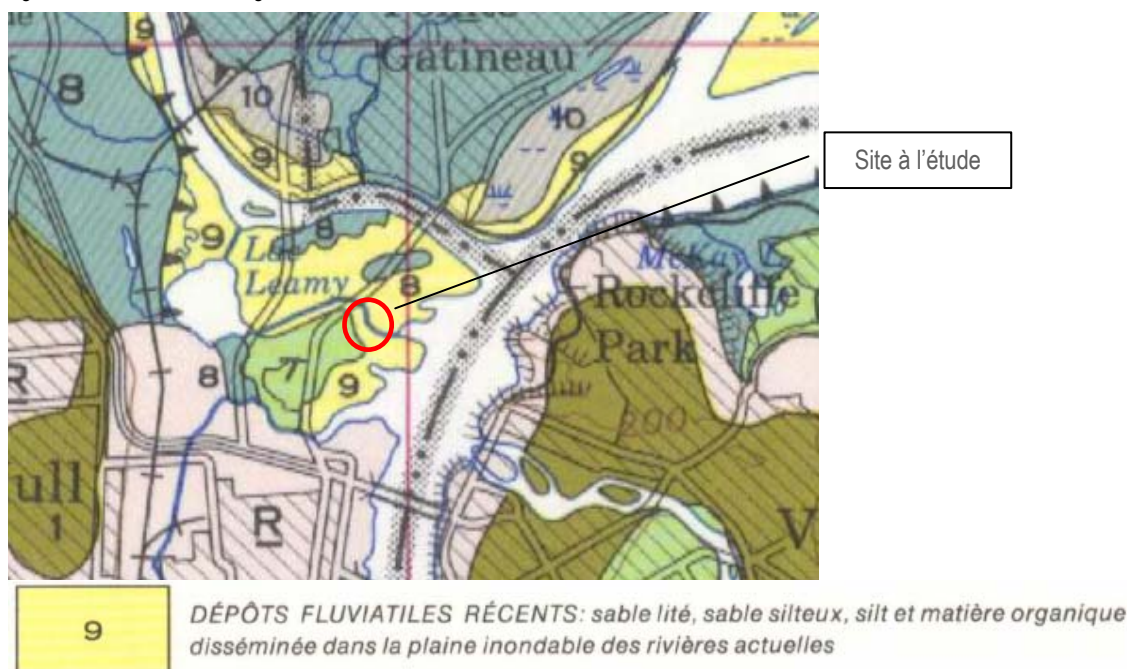 Gatineau
8
10
10
9
9
9
Site à l'étude
Lac
8
McKay
9
Leamy
8
Rockcliffe
Park
R
8
7
9
200
ull
1
R
V
9
DÉPÔTS FLUVIATILES RÉCENTS: sable lité, sable silteux, silt et matière organique
disséminée dans la plaine inondable des rivières actuelles